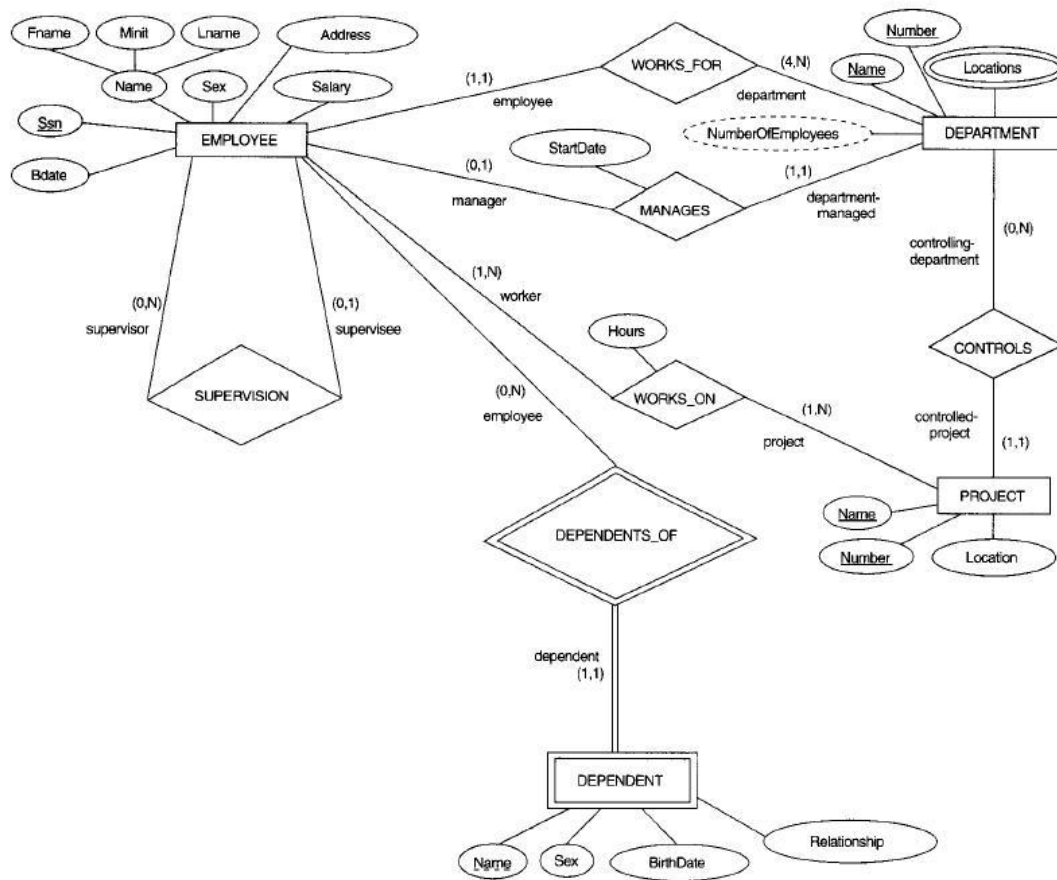 Fname
Minit
Lname
Address
Name
Sex
Salary
Ssn
EMPLOYEE
Bdate
(1,1)
employee
WORKS_FOR
(4,N)
department
Number
Name
Locations
NumberOfEmployees
DEPARTMENT
StartDate
(0,1)
manager
MANAGES
(1,1)
department-
managed
(0,N)
controlling-
department
(0,N)
supervisor
(0,1)
supervisee
SUPERVISION
(1,N)
worker
Hours
WORKS_ON
CONTROLS
(0,N)
employee
(1,N)
project
controlled-
project
(1,1)
PROJECT
Name
Number
Location
DEPENDENTS_OF
dependent
(1,1)
DEPENDENT
Name
Sex
BirthDate
Relationship